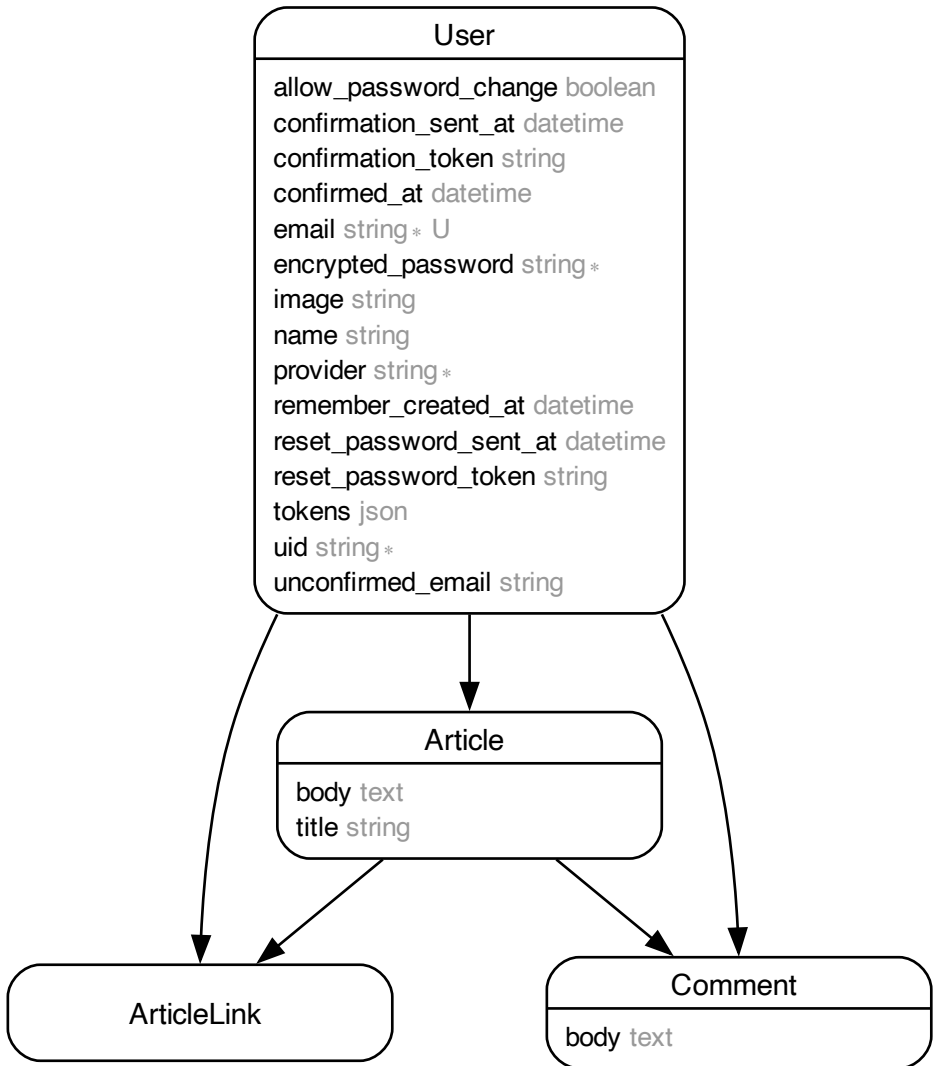 User
allow_password_change boolean
confirmation_sent_at datetime
confirmation_token string
confirmed_at datetime
email string * U
encrypted_password string *
image string
name string
provider string *
remember_created_at datetime
reset_password_sent_at datetime
reset_password_token string
tokens json
uid string *
unconfirmed_email string
Article
body text
title string
ArticleLink
Comment
body text